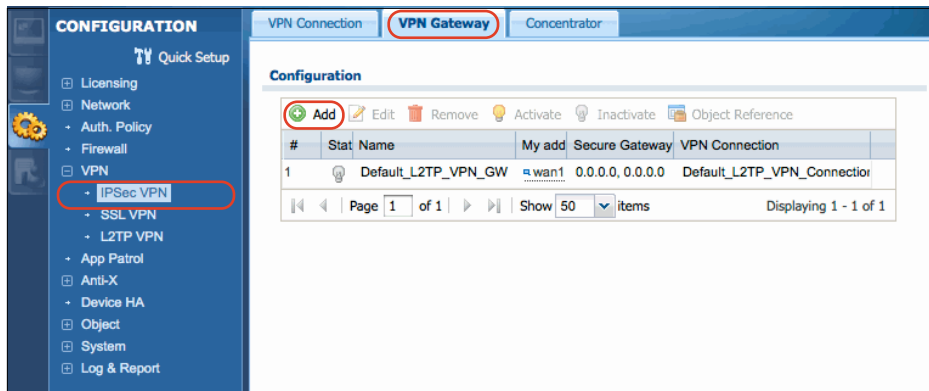 CONFIGURATION
Quick Setup
Licensing
Network
Auth. Policy
Firewall
VPN
IPSec VPN
SSL VPN
L2TP VPN
App Patrol
Anti-X
Device HA
Object
System
Log & Report
VPN Connection VPN Gateway Concentrator
Configuration
Add Edit Remove Activate Inactivate Object Reference
# Stat Name My add Secure Gateway VPN Connection
1 Default_L2TP_VPN_GW wan1 0.0.0.0, 0.0.0.0 Default_L2TP_VPN_Connection
Page 1 of 1 Show 50 items Displaying 1 - 1 of 1